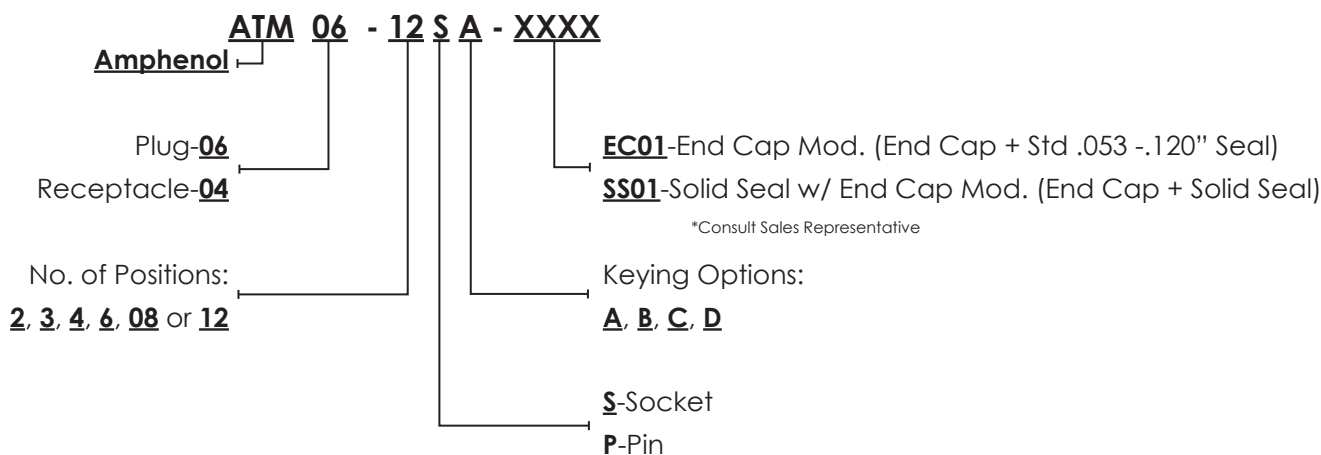 ATM 06 - 12 S A - XXXX
Amphenol
Plug-06
Receptacle-04
EC01-End Cap Mod. (End Cap + Std .053 -.120” Seal)
SS01-Solid Seal w/ End Cap Mod. (End Cap + Solid Seal)
*Consult Sales Representative
No. of Positions:
2, 3, 4, 6, 08 or 12
Keying Options:
A, B, C, D
S-Socket
P-Pin